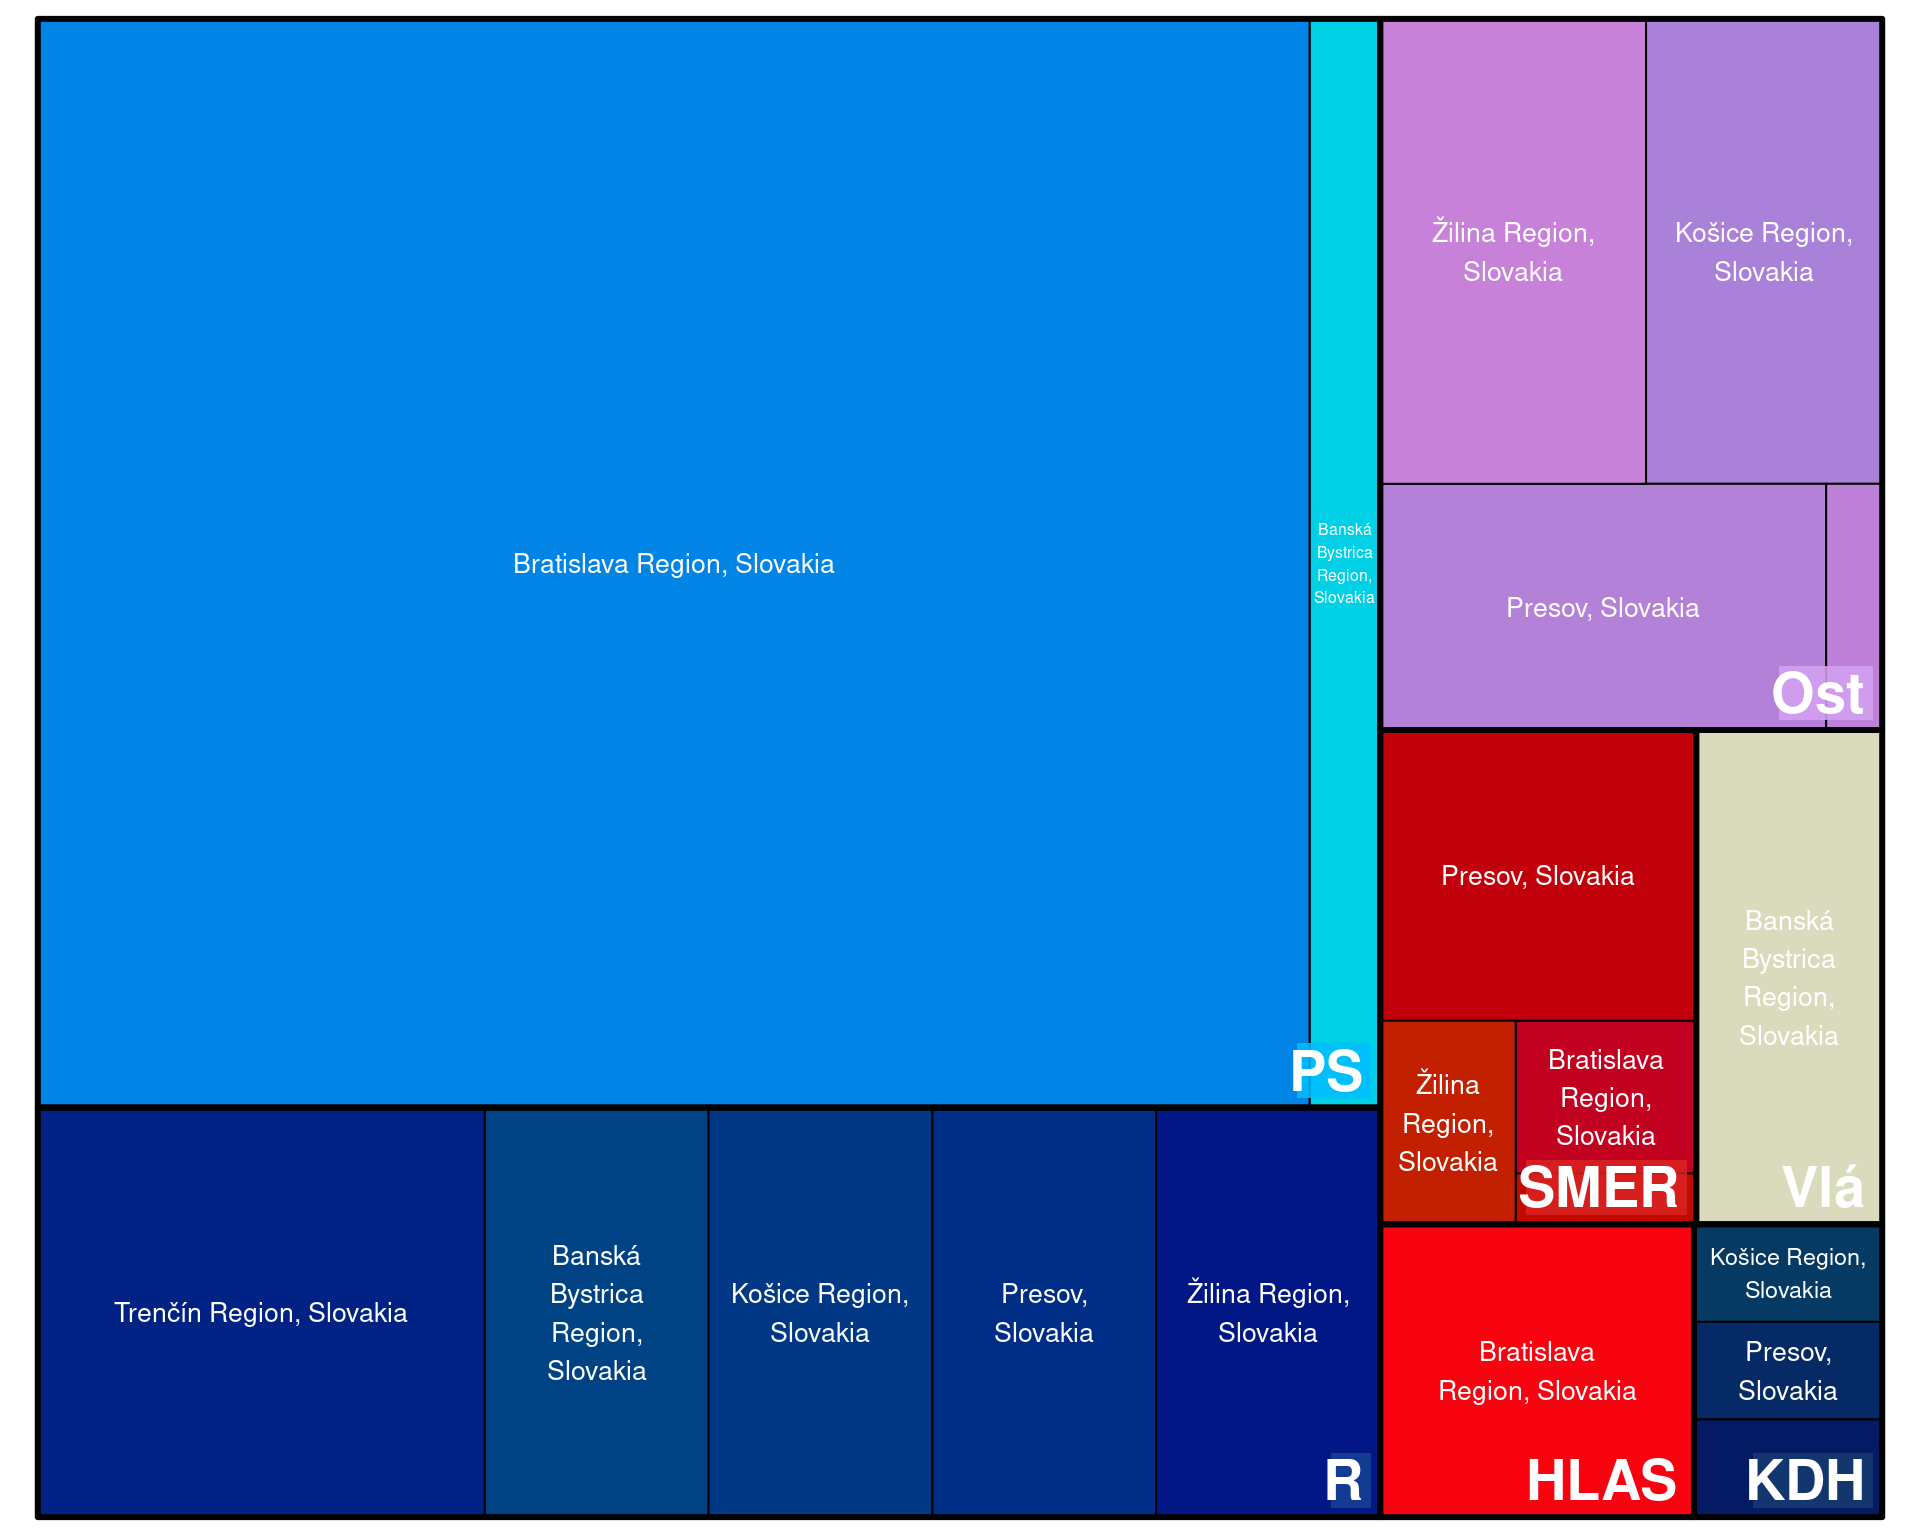 Bratislava Region, Slovakia
Banská
Bystrica
Region,
Slovakia
PS
Trenčín Region, Slovakia
Banská
Bystrica
Region,
Slovakia
Košice Region,
Slovakia
Presov,
Slovakia
Žilina Region,
Slovakia
R
Žilina Region,
Slovakia
Košice Region,
Slovakia
Presov, Slovakia
Ost
Presov, Slovakia
Žilina
Region,
Slovakia
Bratislava
Region,
Slovakia
SMER
Banská
Bystrica
Region,
Slovakia
Vlá
Bratislava
Region, Slovakia
HLAS
Košice Region,
Slovakia
Presov,
Slovakia
KDH